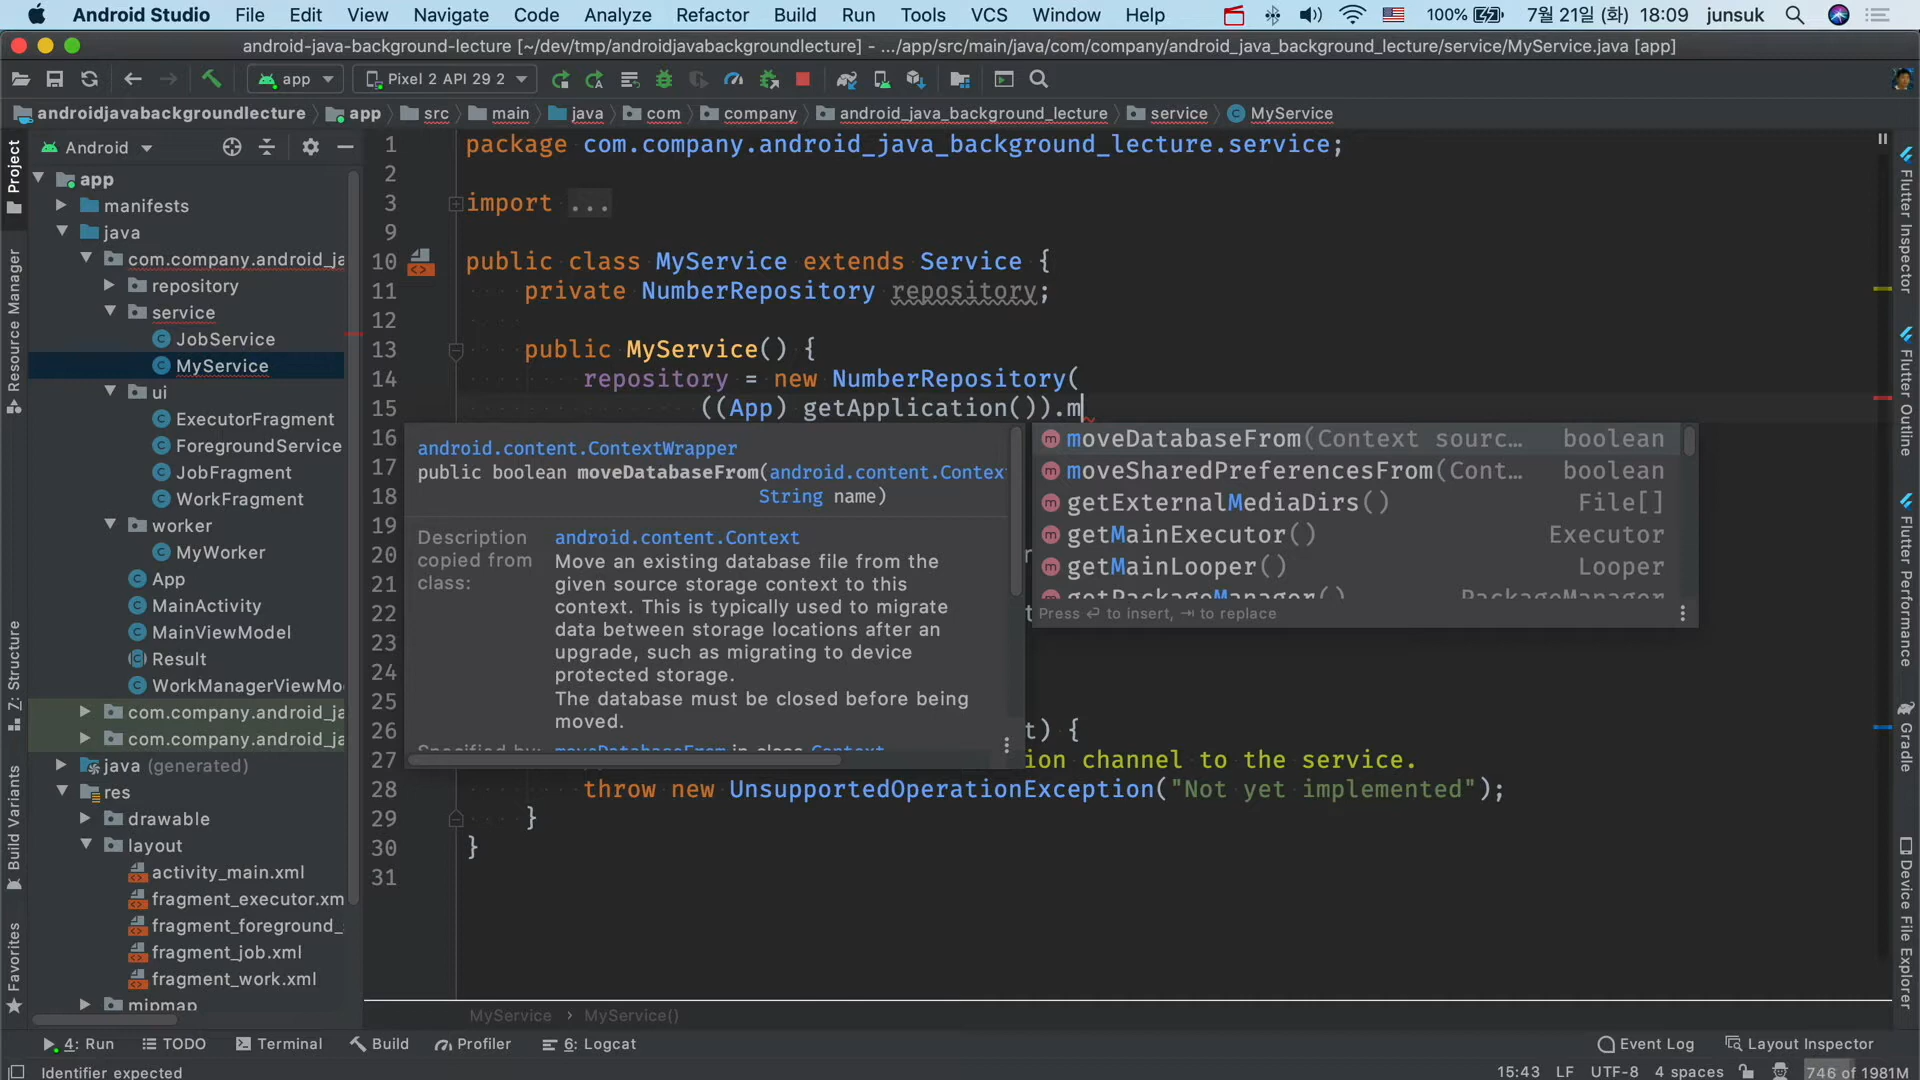 Android Studio File Edit View Navigate Code Analyze Refactor Build Run Tools VCS Window Help 100% 7월 21일 (화) 18:09 junsuk
android-java-background-lecture [~/dev/tmp/androidjavabackgroundlecture] - .../app/src/main/java/com/company/android_java_background_lecture/service/MyService.java [app]
app Pixel 2 API 29 2
androidjavabackgroundlecture app src main java com company android_java_background_lecture service MyService
Project
Resource Manager
Z: Structure
Build Variants
Favorites
Android
app
manifests
java
com.company.android_ja
repository
service
JobService
MyService
ui
ExecutorFragment
ForegroundService
JobFragment
WorkFragment
worker
MyWorker
App
MainActivity
MainViewModel
Result
WorkManagerViewMo
com.company.android_ja
com.company.android_ja
java (generated)
res
drawable
layout
activity_main.xml
fragment_executor.xm
fragment_foreground_
fragment_job.xml
fragment_work.xml
mipmap
1 package com.company.android_java_background_lecture.service;
2
3 import ...
9
10 public class MyService extends Service {
11 private NumberRepository repository;
12
13 public MyService() {
14 repository = new NumberRepository(
15 ((App) getApplication()).m
16
17
18
19
20
21
22
23
24
25
26 t) {
27 ion channel to the service.
28 throw new UnsupportedOperationException("Not yet implemented");
29 }
30 }
31
android.content.ContextWrapper
public boolean moveDatabaseFrom(android.content.Contex
String name)
Description copied from class:
android.content.Context
Move an existing database file from the
given source storage context to this
context. This is typically used to migrate
data between storage locations after an
upgrade, such as migrating to device
protected storage.
The database must be closed before being
moved.
Specified by: moveDatabaseFrom in class Context
moveDatabaseFrom(Context sourc... boolean
moveSharedPreferencesFrom(Cont... boolean
getExternalMediaDirs() File[]
getMainExecutor() Executor
getMainLooper() Looper
getPackageManager() PackageManager
Press ↵ to insert, ⇥ to replace
Flutter Inspector
Flutter Outline
Flutter Performance
Gradle
Device File Explorer
MyService › MyService()
4: Run TODO Terminal Build Profiler 6: Logcat Event Log Layout Inspector
Identifier expected 15:43 LF UTF-8 4 spaces 746 of 1981M